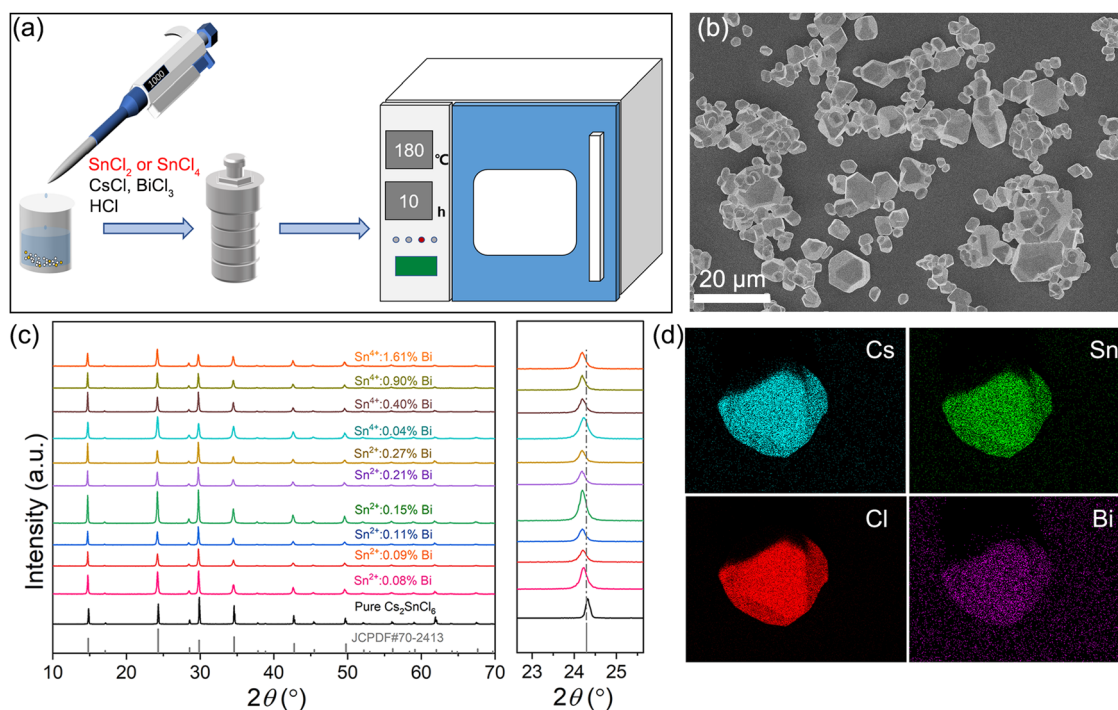 (a)
1000
SnCl₂ or SnCl₄
CsCl, BiCl₃
HCl
180 ℃
10 h
(b)
20 μm
(c)
Intensity (a.u.)
Sn⁴⁺:1.61% Bi
Sn⁴⁺:0.90% Bi
Sn⁴⁺:0.40% Bi
Sn⁴⁺:0.04% Bi
Sn²⁺:0.27% Bi
Sn²⁺:0.21% Bi
Sn²⁺:0.15% Bi
Sn²⁺:0.11% Bi
Sn²⁺:0.09% Bi
Sn²⁺:0.08% Bi
Pure Cs₂SnCl₆
JCPDF#70-2413
10 20 30 40 50 60 70
2θ (°)
23 24 25
2θ (°)
(d)
Cs
Sn
Cl
Bi